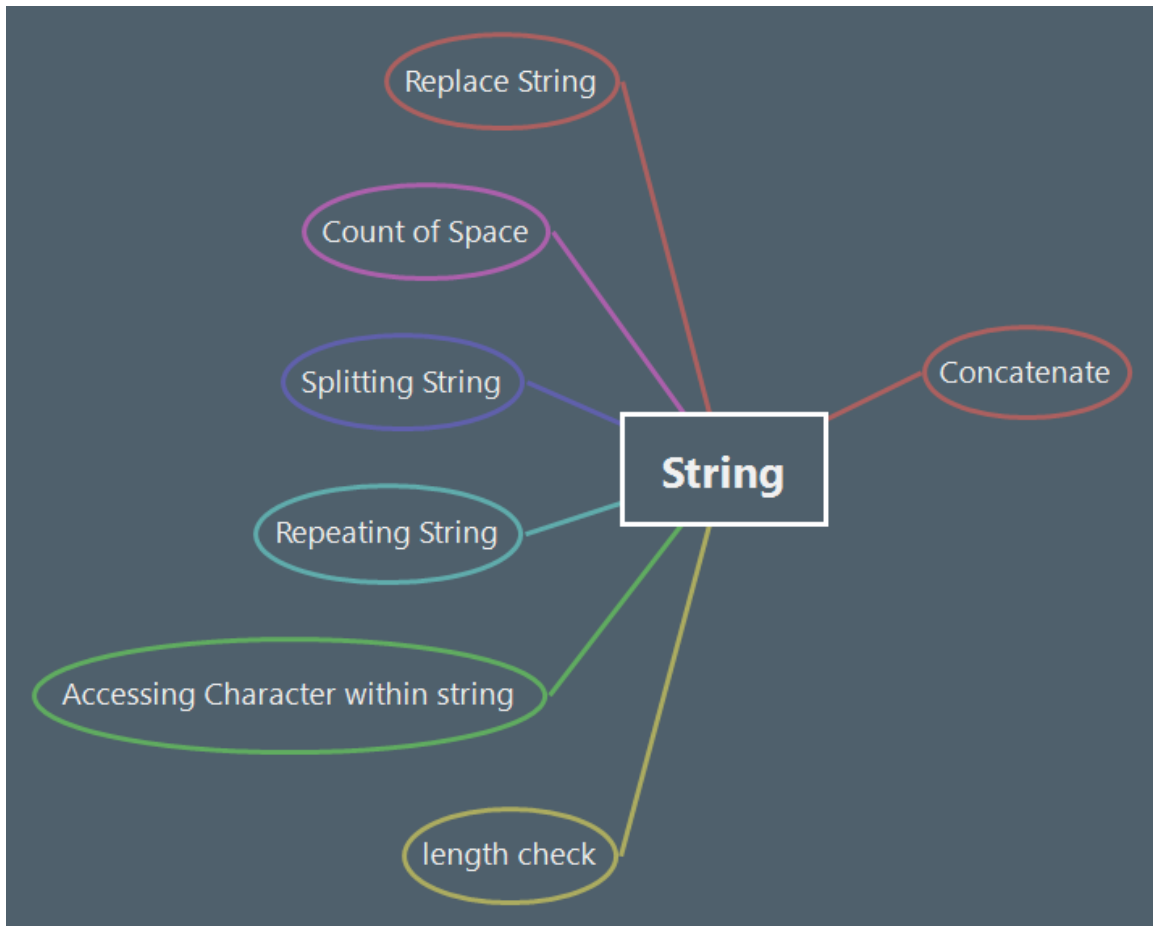 Replace String
Count of Space
Splitting String
Concatenate
String
Repeating String
Accessing Character within string
length check